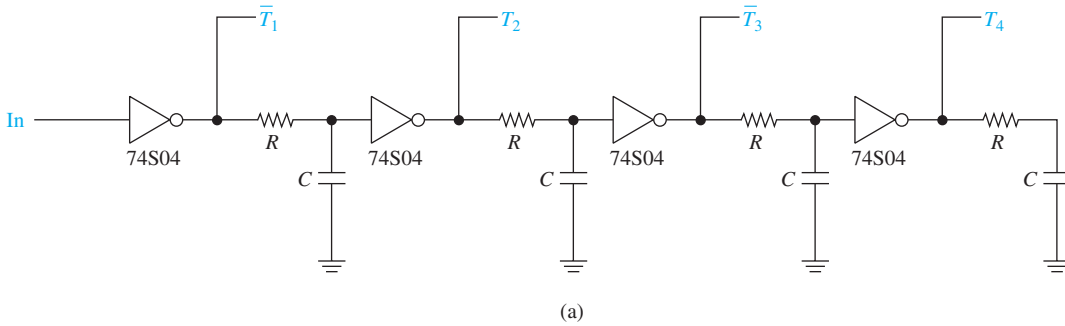 T̅₁ T₂ T̅₃ T₄
In
R R R R
74S04 74S04 74S04 74S04
C C C C
(a)